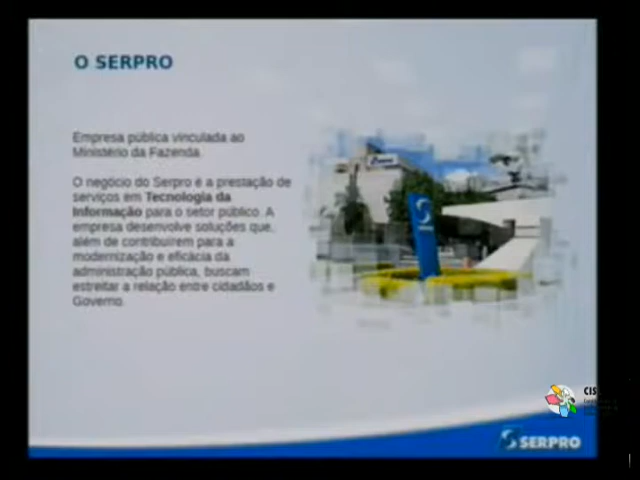 O SERPRO
Empresa pública vinculada ao
Ministério da Fazenda.
O negócio do Serpro é a prestação de
serviços em Tecnologia da
Informação para o setor público. A
empresa desenvolve soluções que,
além de contribuírem para a
modernização e eficácia da
administração pública, buscam
estreitar a relação entre cidadãos e
Governo.
CIS
SERPRO